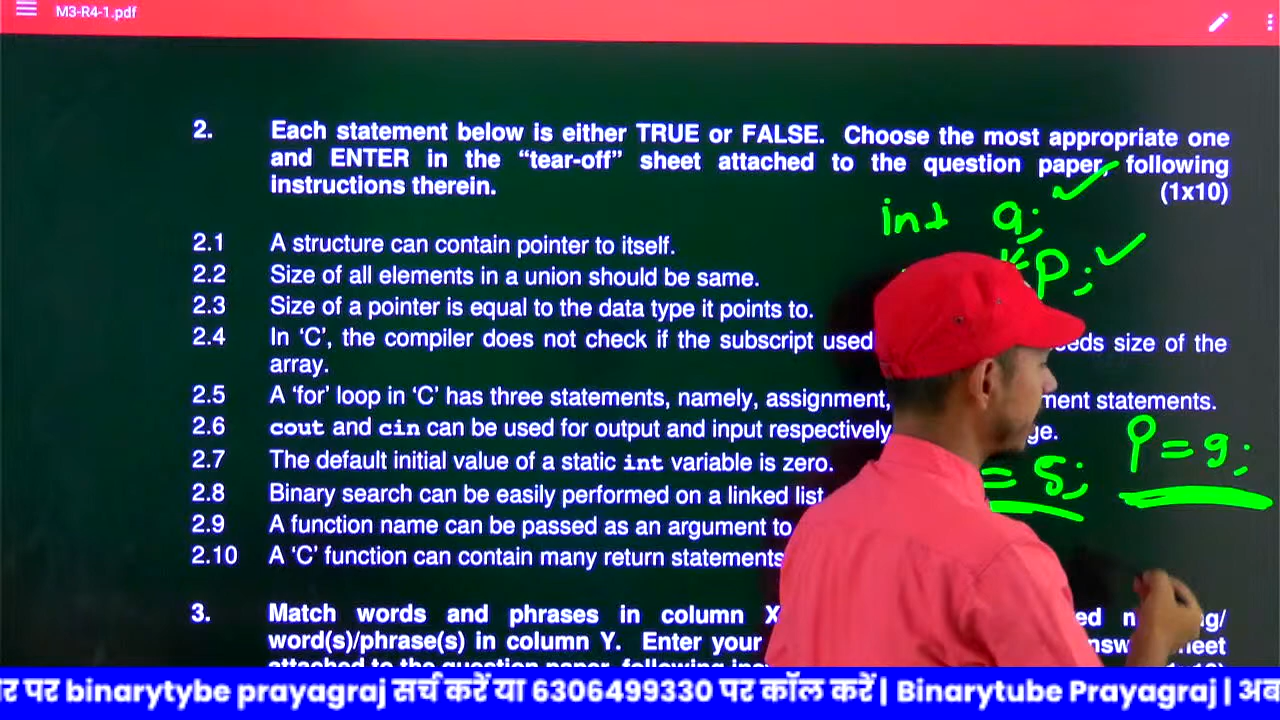 M3-R4-1.pdf
2. Each statement below is either TRUE or FALSE. Choose the most appropriate one
and ENTER in the “tear-off” sheet attached to the question paper, following
instructions therein. (1x10)
int a;
*p;
2.1 A structure can contain pointer to itself.
2.2 Size of all elements in a union should be same.
2.3 Size of a pointer is equal to the data type it points to.
2.4 In ‘C’, the compiler does not check if the subscript used size of the
array.
2.5 A ‘for’ loop in ‘C’ has three statements, namely, assignment, statements.
2.6 cout and cin can be used for output and input respectively
= 5; P = 9;
2.7 The default initial value of a static int variable is zero.
2.8 Binary search can be easily performed on a linked list
2.9 A function name can be passed as an argument to
2.10 A ‘C’ function can contain many return statements
3. Match words and phrases in column X
word(s)/phrase(s) in column Y. Enter your
attached to the question paper, following
पर binarytybe prayagraj सर्च करें या 6306499330 पर कॉल करें | Binarytube Prayagraj | अब